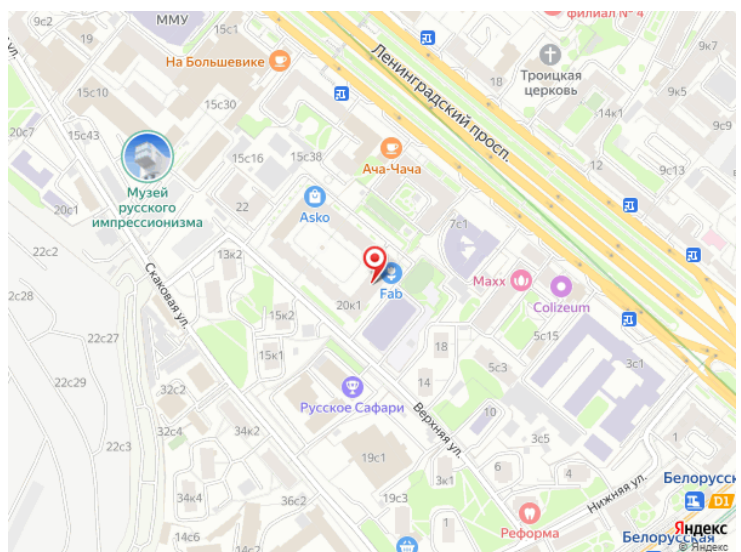 9с2
ММУ
15с1
филиал № 4
ул.
На Большевике
Ленинградский просп.
9к7
Троицкая
церковь
18
9к5
15с10
15с30
14к1
9с9
20с7
15с43
15с16
15с38
Ача-Чача
12
9с13
Музей
русского
импрессионизма
22
Asko
7с1
20с1
22с2
13к2
Скаковая ул.
Fab
Maxx
Colizeum
22с28
20к1
15к2
22с27
5с15
15к1
18
3с1
5с3
22с29
32с2
14
Русское Сафари
Верхняя ул.
10
32с4
34к2
22с3
3с5
1
19с1
6
4
3к1
Нижняя ул.
Белорусск
34к4
36с2
19с3
D1
Реформа
14с7
14с6
Белорусская
Яндекс
© Яндекс